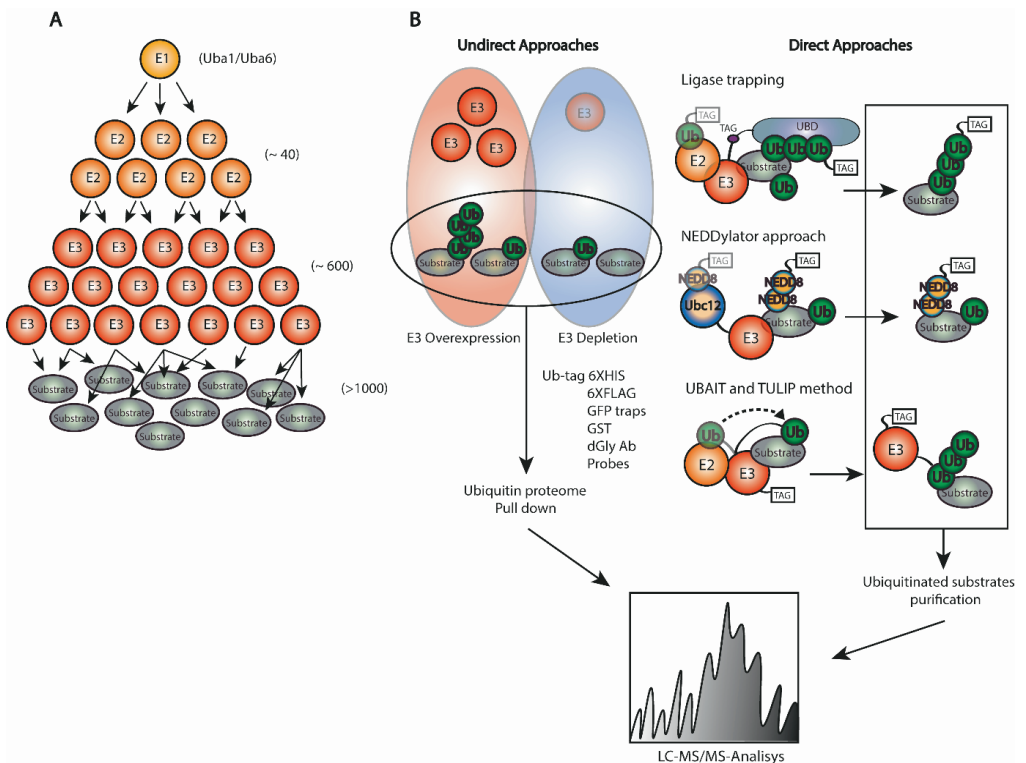 A
E1
(Uba1/Uba6)
E2 E2 E2
(~ 40)
E2 E2 E2 E2
E3 E3 E3 E3 E3
(~ 600)
E3 E3 E3 E3 E3 E3
E3 E3 E3 E3 E3 E3 E3
Substrate Substrate Substrate Substrate Substrate
(>1000)
Substrate Substrate Substrate Substrate Substrate
Substrate
B
Undirect Approaches
E3
E3 E3
E3
Ub
Ub
Ub
Ub Ub Ub
Substrate Substrate Substrate Substrate
E3 Overexpression
E3 Depletion
Ub-tag 6XHIS
6XFLAG
GFP traps
GST
dGly Ab
Probes
Ubiquitin proteome
Pull down
Direct Approaches
Ligase trapping
TAG
Ub
E2
E3
TAG
UBD
Ub Ub Ub
TAG
Substrate
Ub
TAG
Ub
Ub
Ub
Substrate
NEDDylator approach
TAG
NEDD8
Ubc12
E3
TAG
NEDD8
NEDD8
Ub
Substrate
TAG
NEDD8
NEDD8
Ub
Substrate
UBAIT and TULIP method
Ub
E2
E3
Ub
Substrate
TAG
TAG
E3
Ub
Ub
Ub
Substrate
Ubiquitinated substrates
purification
LC-MS/MS-Analisys